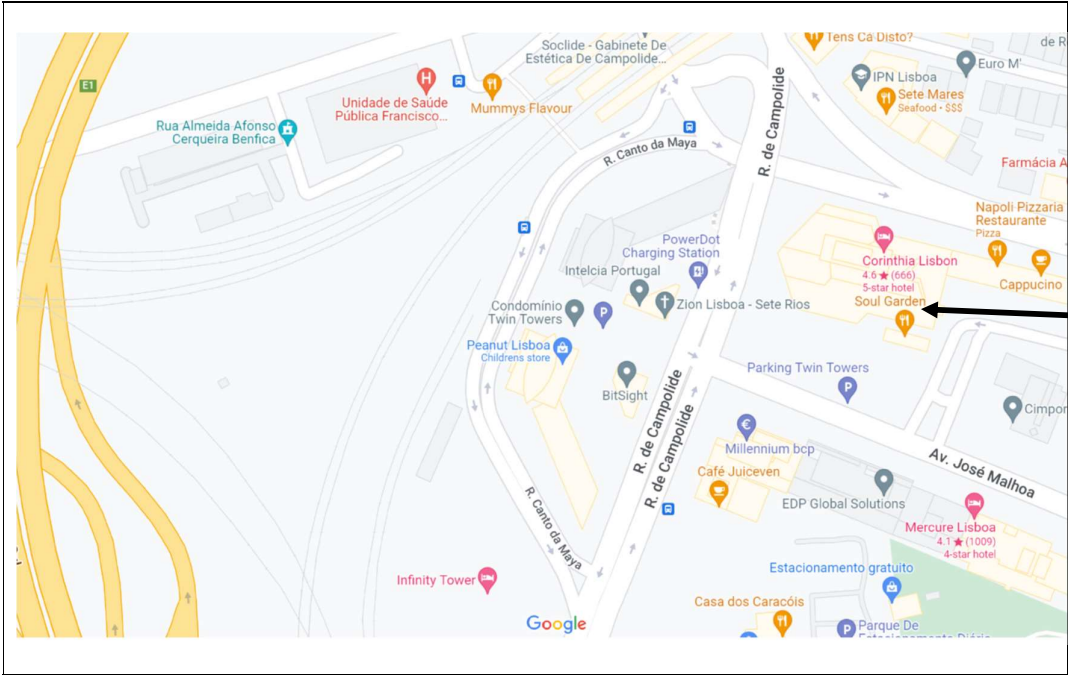 Soclide - Gabinete De
Estética De Campolide...
Tens Cá Disto?
de R
Euro M'
E1
IPN Lisboa
Unidade de Saúde
Pública Francisco...
Mummys Flavour
Sete Mares
Seafood • $$$
Rua Almeida Afonso
Cerqueira Benfica
R. Canto da Maya
R. de Campolide
Farmácia A
Napoli Pizzaria
Restaurante
Pizza
PowerDot
Charging Station
Corinthia Lisbon
4.6 ★ (666)
5-star hotel
Cappucino
Intelcia Portugal
Soul Garden
Zion Lisboa - Sete Rios
Condomínio
Twin Towers
P
Peanut Lisboa
Childrens store
Parking Twin Towers
P
BitSight
R. de Campolide
R. de Campolide
Cimpor
Millennium bcp
Av. José Malhoa
Café Juiceven
EDP Global Solutions
R. Canto da Maya
Mercure Lisboa
4.1 ★ (1009)
4-star hotel
Infinity Tower
Estacionamento gratuito
Casa dos Caracóis
Google
P
Parque De
H